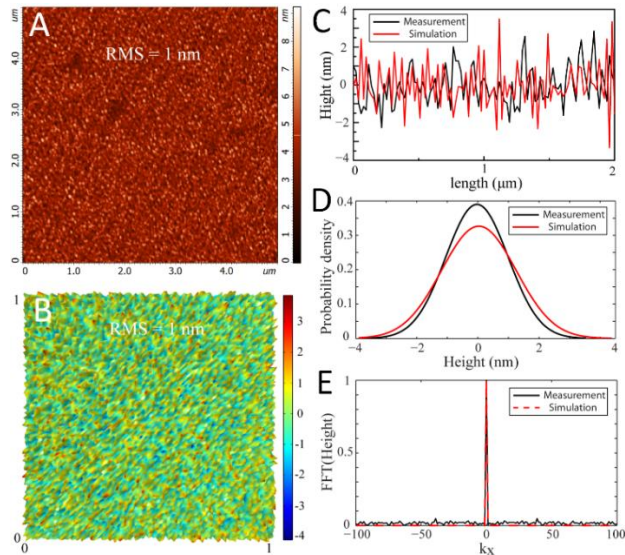 A
um
5.0
4.0
3.0
2.0
1.0
0.0
RMS = 1 nm
0.0
1.0
2.0
3.0
4.0
um
nm
8
7
6
5
4
3
2
1
0
B
1
0
1
RMS = 1 nm
3
2
1
0
-1
-2
-3
-4
C
Measurement
Simulation
Hight (nm)
4
2
0
-2
-4
0
1
2
length (μm)
D
Measurement
Simulation
Probability density
0.4
0.3
0.2
0.1
0
-4
-2
0
2
4
Height (nm)
E
Measurement
Simulation
FFT(Height)
1
0.5
0
-100
-50
0
50
100
kX